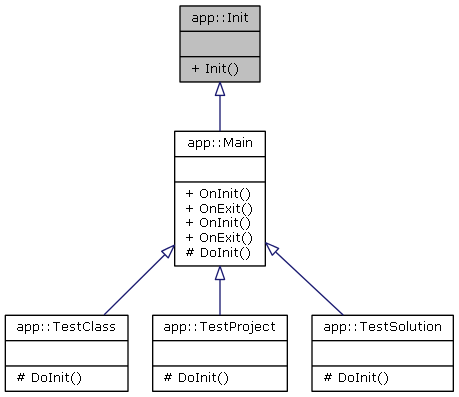 app::Init
+ Init()
app::Main
+ OnInit()
+ OnExit()
+ OnInit()
+ OnExit()
# DoInit()
app::TestClass
# DoInit()
app::TestProject
# DoInit()
app::TestSolution
# DoInit()